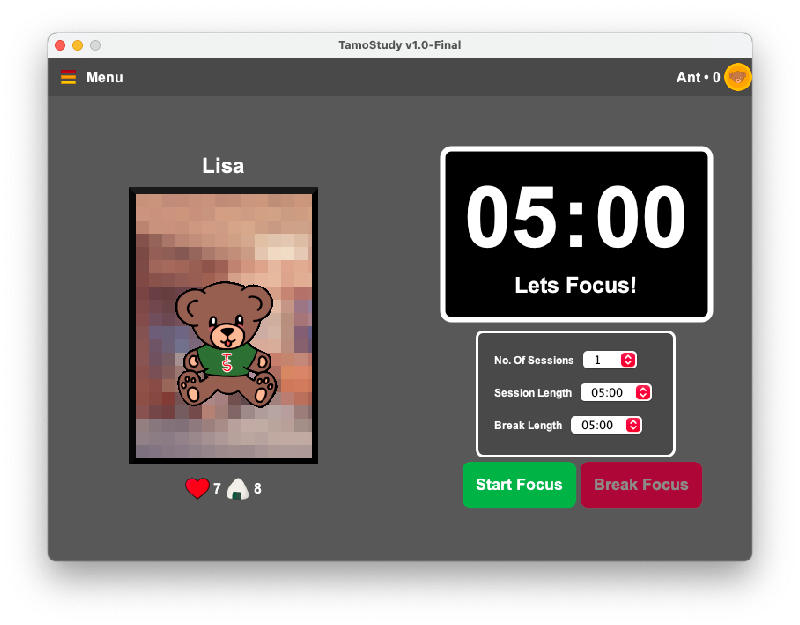 TamoStudy v1.0-Final
Menu
Ant • 0
Lisa
TS
7
8
05:00
Lets Focus!
No. Of Sessions 1
Session Length 05:00
Break Length 05:00
Start Focus
Break Focus